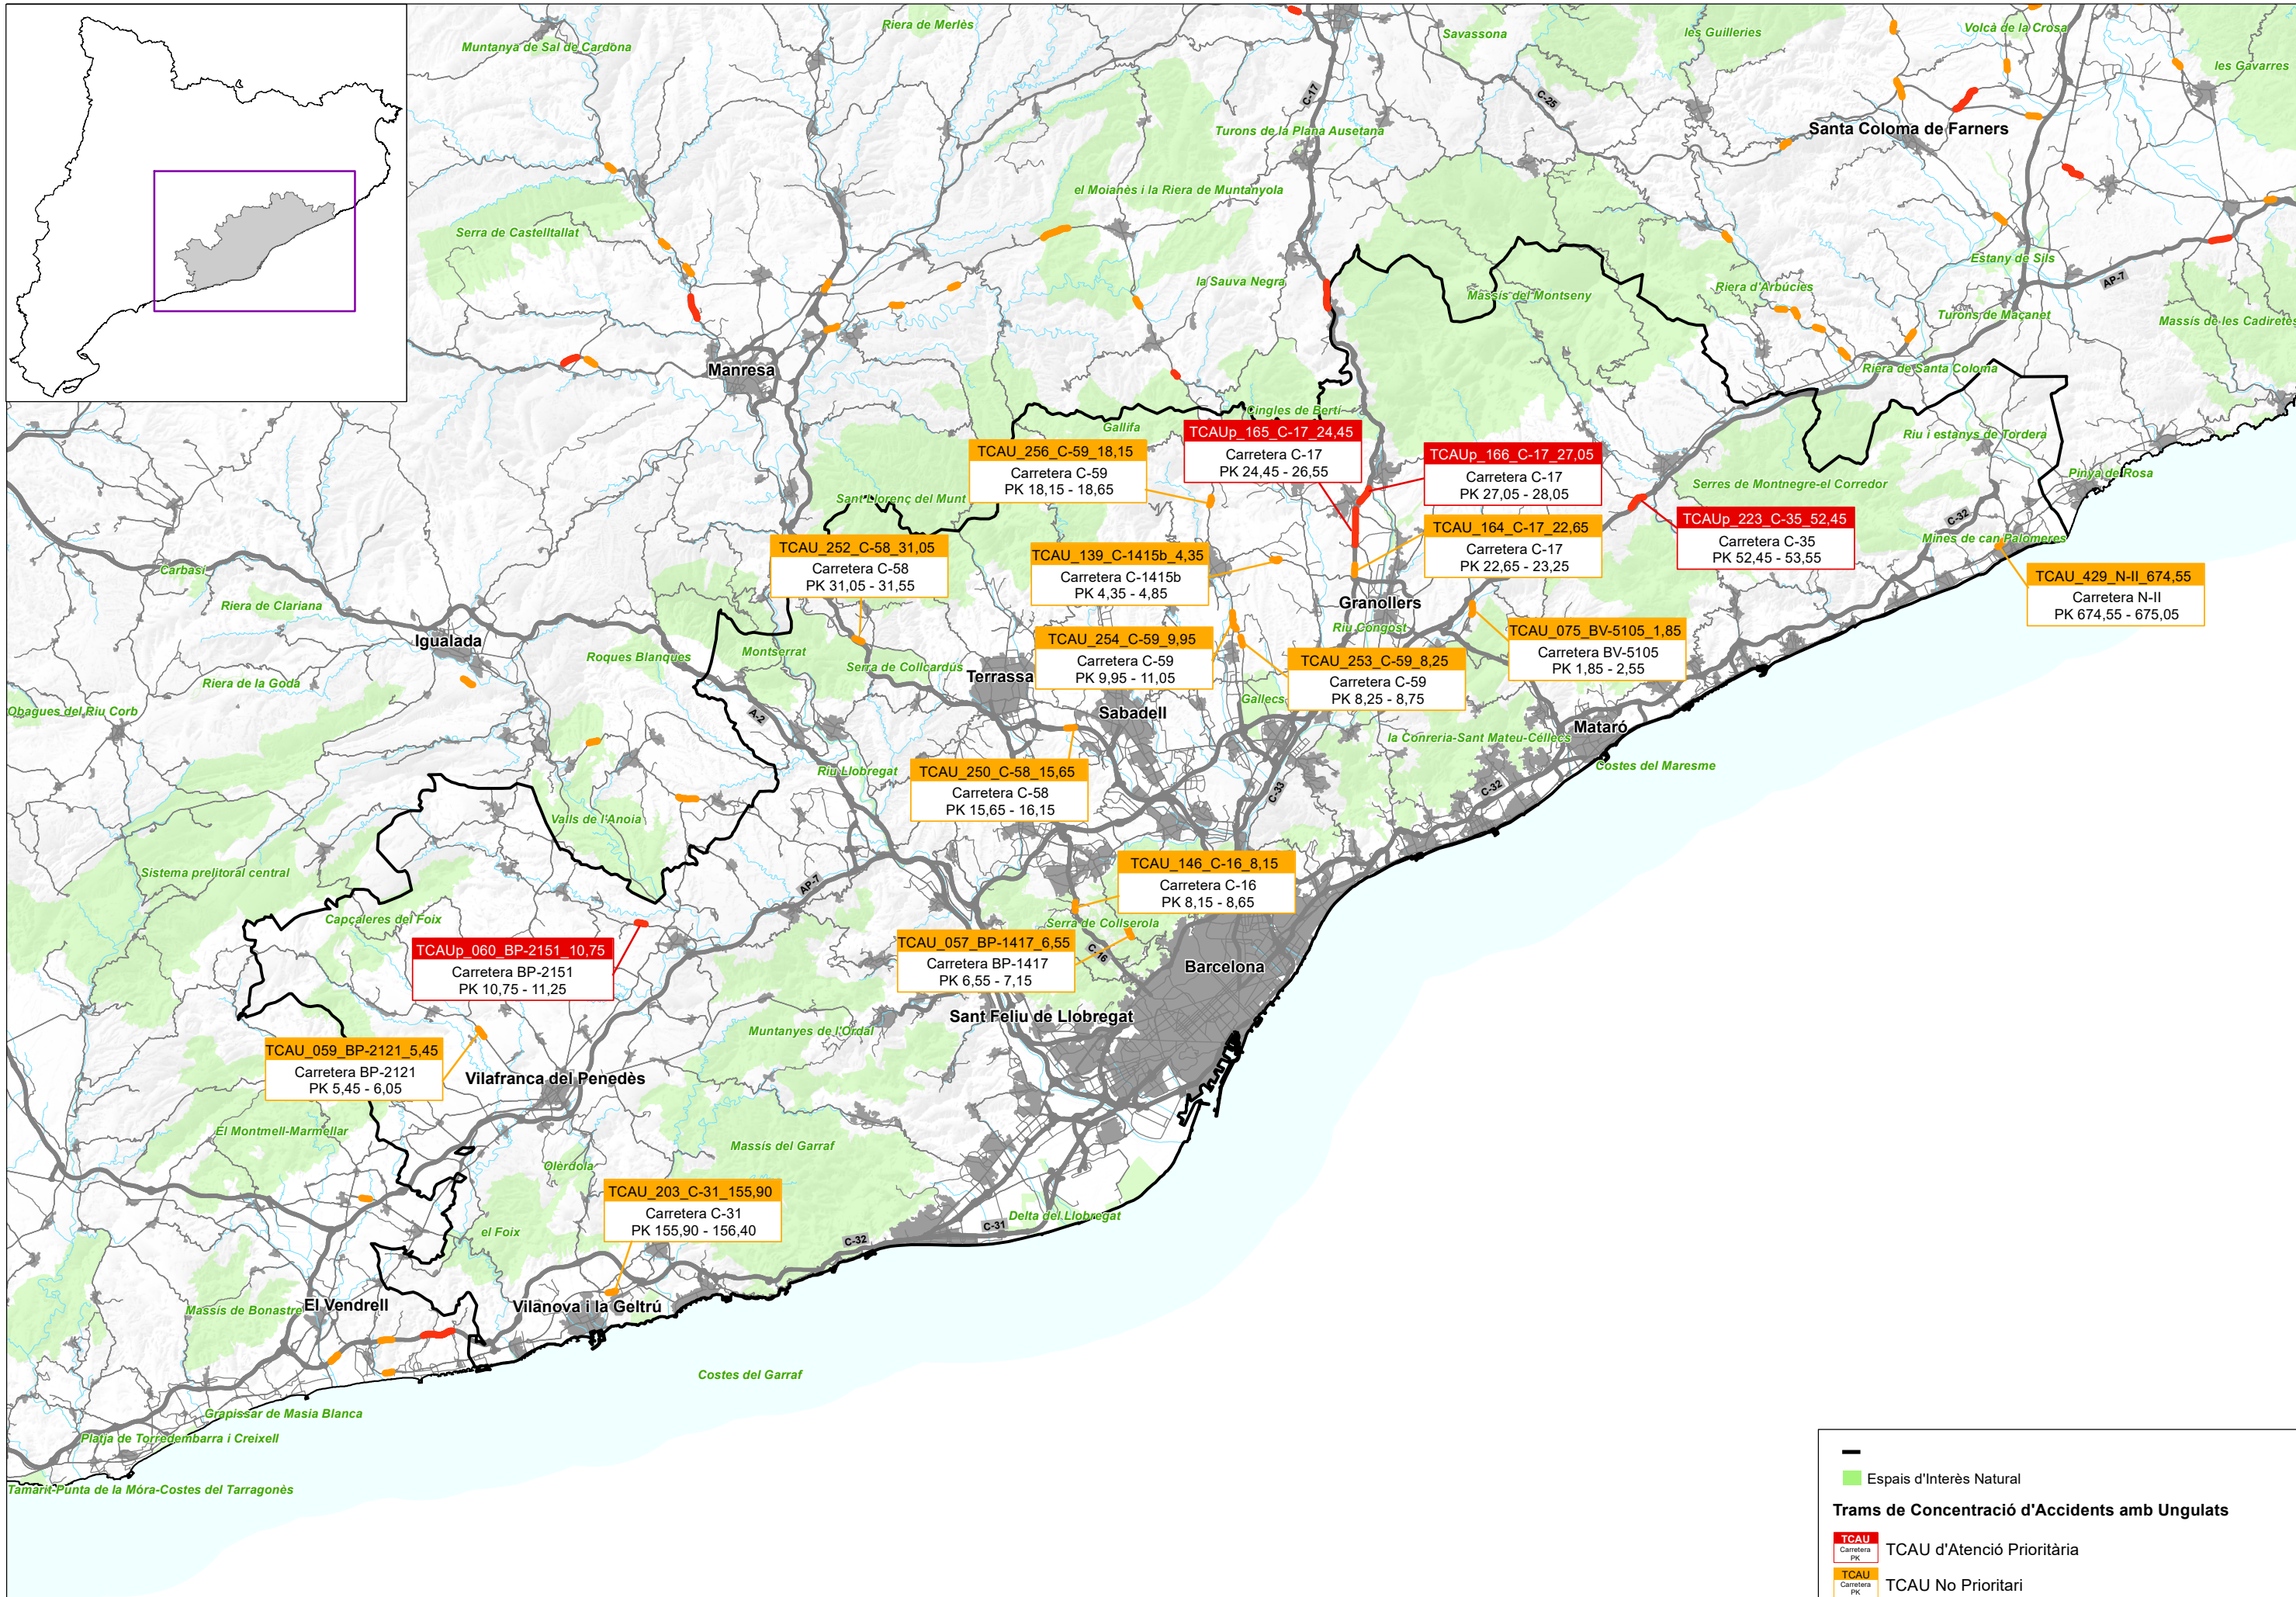 Riera de Merlès
Muntanya de Sal de Cardona
Savassona
les Guilleries
Volcà de la Crosa
les Gavarres
C-17
C-25
Turons de la Plana Ausetana
Santa Coloma de Farners
el Moianès i la Riera de Muntanyola
Serra de Castelltallat
la Sauva Negra
Massís del Montseny
Riera d'Arbúcies
Estany de Sils
AP-7
Turons de Maçanet
Massís de les Cadiretes
Manresa
Riera de Santa Coloma
Cingles de Bertí
Gallifa
Riu i estanys de Tordera
TCAUp_165_C-17_24,45
Carretera C-17
PK 24,45 - 26,55
TCAU_256_C-59_18,15
Carretera C-59
PK 18,15 - 18,65
TCAUp_166_C-17_27,05
Carretera C-17
PK 27,05 - 28,05
Pinya de Rosa
Serres de Montnegre-el Corredor
Sant Llorenç del Munt
TCAUp_223_C-35_52,45
Carretera C-35
PK 52,45 - 53,55
C-32
Mines de can Palomeres
TCAU_164_C-17_22,65
Carretera C-17
PK 22,65 - 23,25
TCAU_252_C-58_31,05
Carretera C-58
PK 31,05 - 31,55
TCAU_139_C-1415b_4,35
Carretera C-1415b
PK 4,35 - 4,85
TCAU_429_N-II_674,55
Carretera N-II
PK 674,55 - 675,05
Carbasí
Riera de Clariana
Granollers
Riu Congost
Igualada
TCAU_254_C-59_9,95
Carretera C-59
PK 9,95 - 11,05
TCAU_075_BV-5105_1,85
Carretera BV-5105
PK 1,85 - 2,55
Roques Blanques
Montserrat
Serra de Collcardús
TCAU_253_C-59_8,25
Carretera C-59
PK 8,25 - 8,75
Terrassa
Riera de la Goda
Gallecs
Obagues del Riu Corb
A-2
Sabadell
Mataró
la Conreria-Sant Mateu-Céllecs
Costes del Maresme
Riu Llobregat
TCAU_250_C-58_15,65
Carretera C-58
PK 15,65 - 16,15
C-33
C-32
Valls de l'Anoia
Sistema prelitoral central
AP-7
TCAU_146_C-16_8,15
Carretera C-16
PK 8,15 - 8,65
Capçaleres del Foix
Serra de Collserola
TCAUp_060_BP-2151_10,75
Carretera BP-2151
PK 10,75 - 11,25
TCAU_057_BP-1417_6,55
Carretera BP-1417
PK 6,55 - 7,15
C-16
Barcelona
Sant Feliu de Llobregat
Muntanyes de l'Ordal
TCAU_059_BP-2121_5,45
Carretera BP-2121
PK 5,45 - 6,05
Vilafranca del Penedès
El Montmell-Marmellar
Massís del Garraf
Olèrdola
TCAU_203_C-31_155,90
Carretera C-31
PK 155,90 - 156,40
Delta del Llobregat
C-31
C-32
el Foix
Massís de Bonastre
El Vendrell
Vilanova i la Geltrú
Costes del Garraf
Grapissar de Masia Blanca
Platja de Torredembarra i Creixell
Tamarit-Punta de la Móra-Costes del Tarragonès
Espais d'Interès Natural
Trams de Concentració d'Accidents amb Ungulats
TCAU
Carretera
PK
TCAU d'Atenció Prioritària
TCAU
Carretera
PK
TCAU No Prioritari